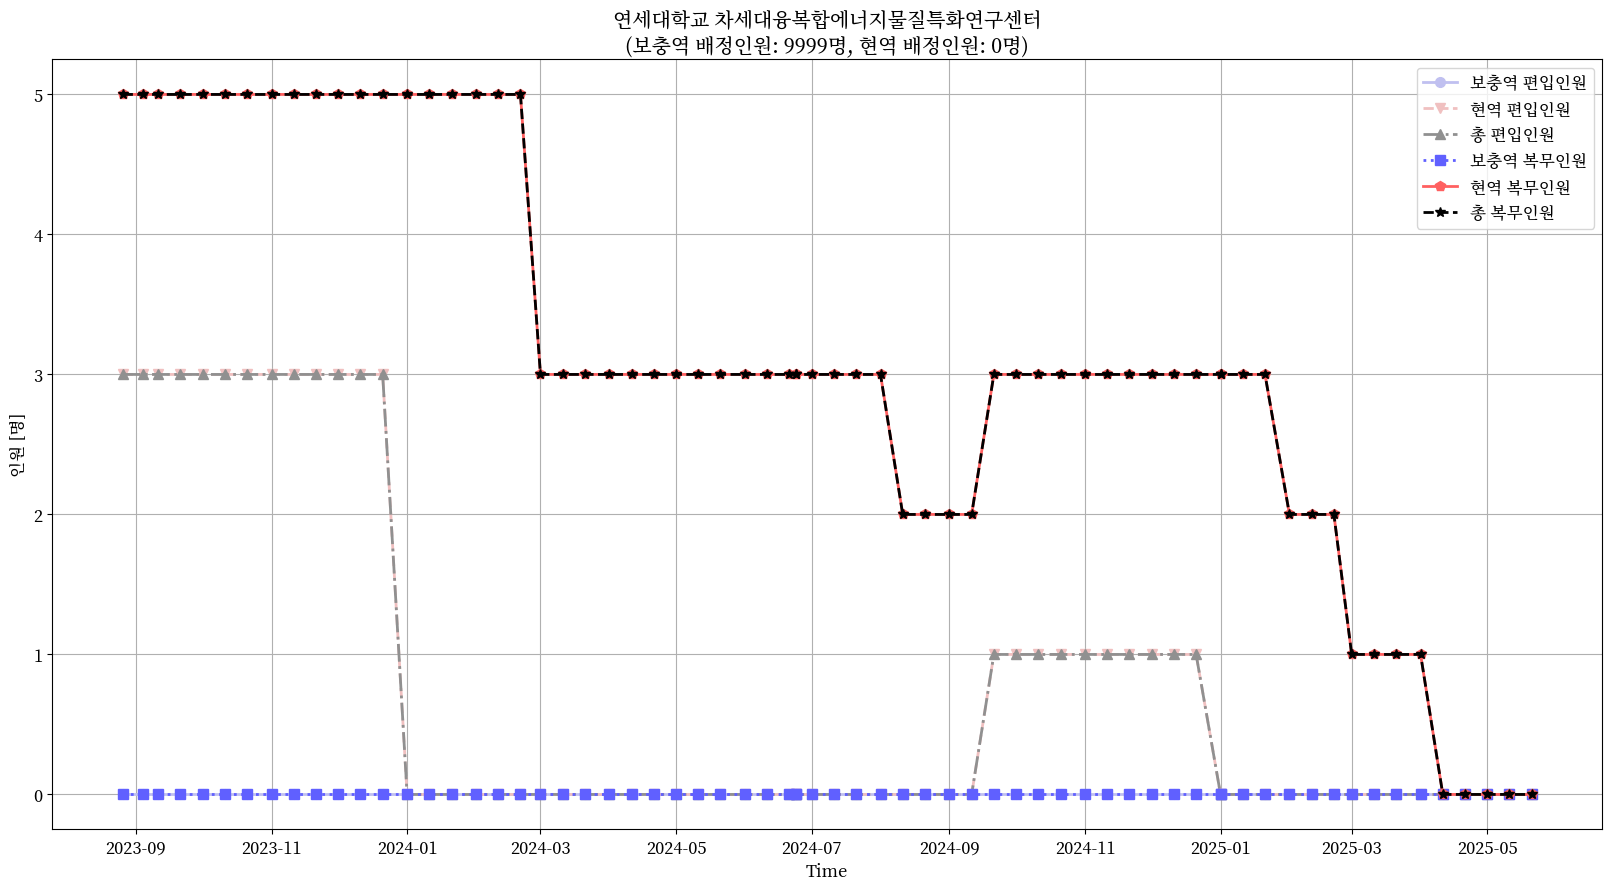 연세대학교 차세대융복합에너지물질특화연구센터
(보충역 배정인원: 9999명, 현역 배정인원: 0명)
보충역 편입인원
현역 편입인원
총 편입인원
보충역 복무인원
현역 복무인원
총 복무인원
인원 [명]
5
4
3
2
1
0
2023-09
2023-11
2024-01
2024-03
2024-05
2024-07
2024-09
2024-11
2025-01
2025-03
2025-05
Time